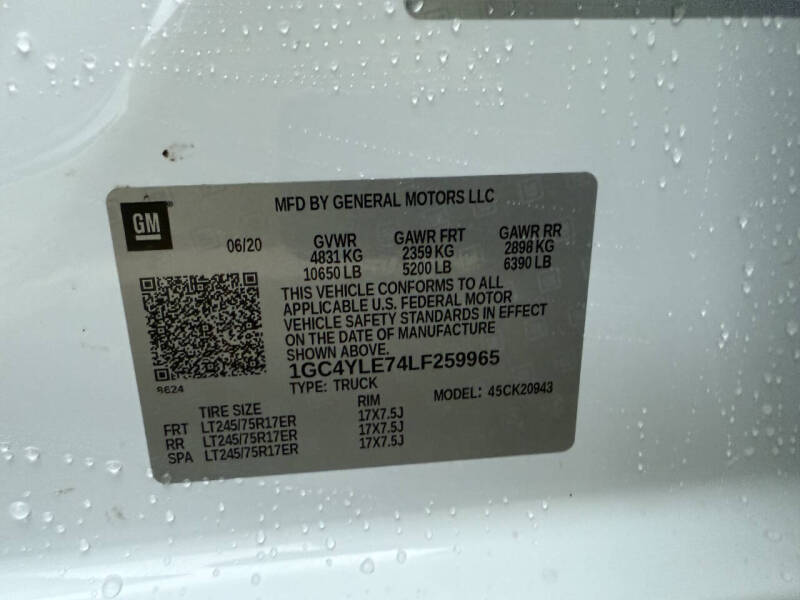 MFD BY GENERAL MOTORS LLC
GM
06/20 GVWR GAWR FRT GAWR RR
4831 KG 2359 KG 2898 KG
10650 LB 5200 LB 6390 LB
THIS VEHICLE CONFORMS TO ALL
APPLICABLE U.S. FEDERAL MOTOR
VEHICLE SAFETY STANDARDS IN EFFECT
ON THE DATE OF MANUFACTURE
SHOWN ABOVE.
1GC4YLE74LF259965
8624
TYPE: TRUCK MODEL: 45CK20943
TIRE SIZE RIM
FRT LT245/75R17ER 17X7.5J
RR LT245/75R17ER 17X7.5J
SPA LT245/75R17ER 17X7.5J